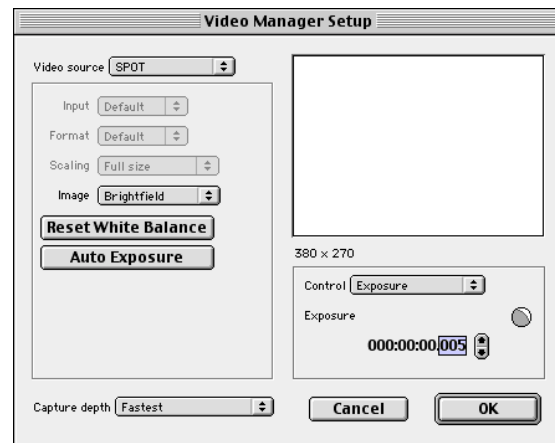 Video Manager Setup
Video source SPOT
Input Default
Format Default
Scaling Full size
Image Brightfield
Reset White Balance
Auto Exposure
380 x 270
Control Exposure
Exposure
000:00:00.005
Capture depth Fastest
Cancel
OK